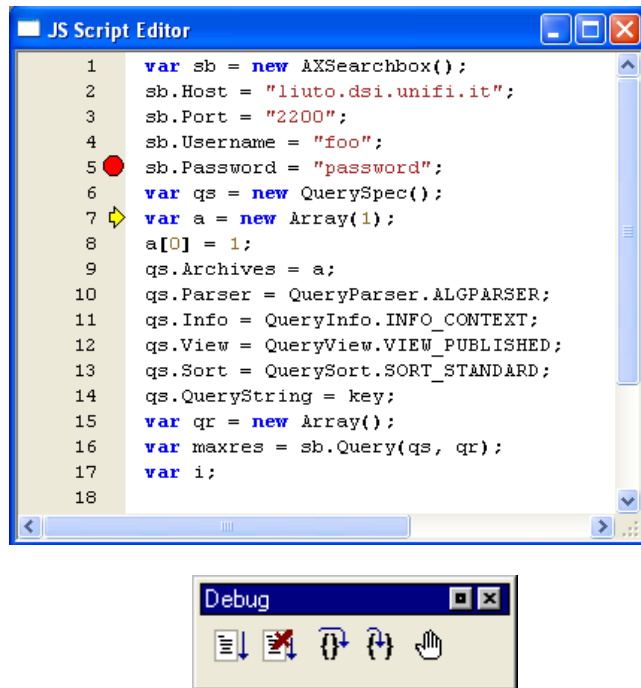 JS Script Editor
1 var sb = new AXSearchbox();
2 sb.Host = "liuto.dsi.unifi.it";
3 sb.Port = "2200";
4 sb.Username = "foo";
5 sb.Password = "password";
6 var qs = new QuerySpec();
7 var a = new Array(1);
8 a[0] = 1;
9 qs.Archives = a;
10 qs.Parser = QueryParser.ALGPARSER;
11 qs.Info = QueryInfo.INFO_CONTEXT;
12 qs.View = QueryView.VIEW_PUBLISHED;
13 qs.Sort = QuerySort.SORT_STANDARD;
14 qs.QueryString = key;
15 var qr = new Array();
16 var maxres = sb.Query(qs, qr);
17 var i;
18
Debug